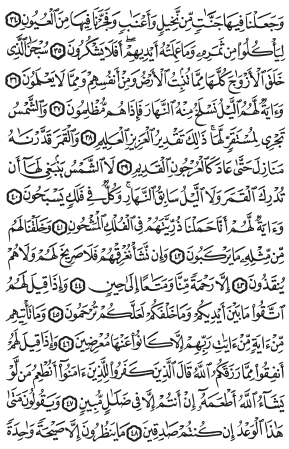 وَجَعَلْنَا فِيهَا جَنَّٰتٍ مِّن نَّخِيلٍ وَأَعْنَٰبٍ وَفَجَّرْنَا فِيهَا مِنَ ٱلْعُيُونِ ٣٤
لِيَأْكُلُوا۟ مِن ثَمَرِهِۦ وَمَا عَمِلَتْهُ أَيْدِيهِمْ ۖ أَفَلَا يَشْكُرُونَ ٣٥ سُبْحَٰنَ ٱلَّذِى
خَلَقَ ٱلْأَزْوَٰجَ كُلَّهَا مِمَّا تُنۢبِتُ ٱلْأَرْضُ وَمِنْ أَنفُسِهِمْ وَمِمَّا لَا يَعْلَمُونَ ٣٦
وَءَايَةٌ لَّهُمُ ٱلَّيْلُ نَسْلَخُ مِنْهُ ٱلنَّهَارَ فَإِذَا هُم مُّظْلِمُونَ ٣٧ وَٱلشَّمْسُ
تَجْرِى لِمُسْتَقَرٍّ لَّهَا ۚ ذَٰلِكَ تَقْدِيرُ ٱلْعَزِيزِ ٱلْعَلِيمِ ٣٨ وَٱلْقَمَرَ قَدَّرْنَٰهُ
مَنَازِلَ حَتَّىٰ عَادَ كَٱلْعُرْجُونِ ٱلْقَدِيمِ ٣٩ لَا ٱلشَّمْسُ يَنۢبَغِى لَهَآ أَن
تُدْرِكَ ٱلْقَمَرَ وَلَا ٱلَّيْلُ سَابِقُ ٱلنَّهَارِ ۚ وَكُلٌّ فِى فَلَكٍ يَسْبَحُونَ ٤٠
وَءَايَةٌ لَّهُمْ أَنَّا حَمَلْنَا ذُرِّيَّتَهُمْ فِى ٱلْفُلْكِ ٱلْمَشْحُونِ ٤١ وَخَلَقْنَا لَهُم
مِّن مِّثْلِهِۦ مَا يَرْكَبُونَ ٤٢ وَإِن نَّشَأْ نُغْرِقْهُمْ فَلَا صَرِيخَ لَهُمْ وَلَا هُمْ
يُنقَذُونَ ٤٣ إِلَّا رَحْمَةً مِّنَّا وَمَتَٰعًا إِلَىٰ حِينٍ ٤٤ وَإِذَا قِيلَ لَهُمُ
ٱتَّقُوا۟ مَا بَيْنَ أَيْدِيكُمْ وَمَا خَلْفَكُمْ لَعَلَّكُمْ تُرْحَمُونَ ٤٥ وَمَا تَأْتِيهِم
مِّنْ ءَايَةٍ مِّنْ ءَايَٰتِ رَبِّهِمْ إِلَّا كَانُوا۟ عَنْهَا مُعْرِضِينَ ٤٦ وَإِذَا قِيلَ لَهُمْ
أَنفِقُوا۟ مِمَّا رَزَقَكُمُ ٱللَّهُ قَالَ ٱلَّذِينَ كَفَرُوا۟ لِلَّذِينَ ءَامَنُوٓا۟ أَنُطْعِمُ مَن لَّوْ
يَشَآءُ ٱللَّهُ أَطْعَمَهُۥٓ إِنْ أَنتُمْ إِلَّا فِى ضَلَٰلٍ مُّبِينٍ ٤٧ وَيَقُولُونَ مَتَىٰ
هَٰذَا ٱلْوَعْدُ إِن كُنتُمْ صَٰدِقِينَ ٤٨ مَا يَنظُرُونَ إِلَّا صَيْحَةً وَٰحِدَةً